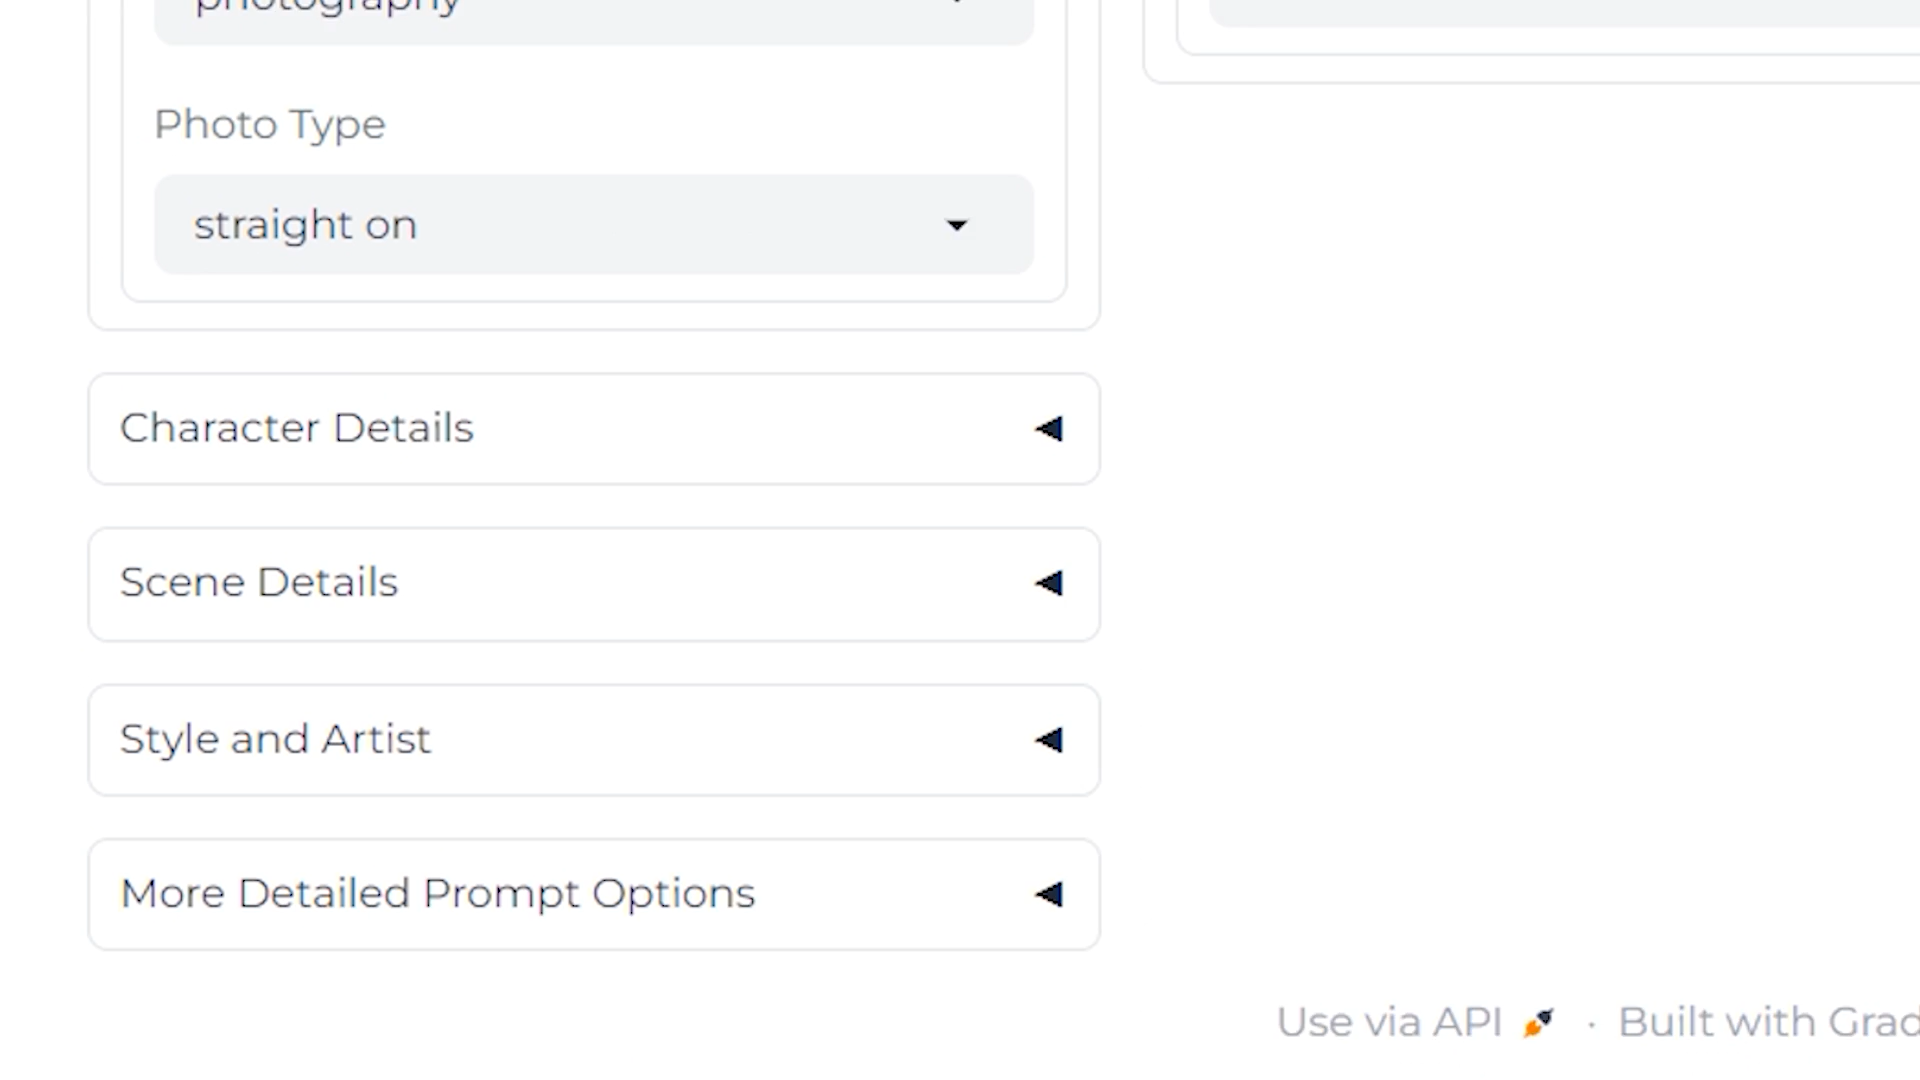 photography
Photo Type
straight on
Character Details
Scene Details
Style and Artist
More Detailed Prompt Options
Use via API · Built with Grad